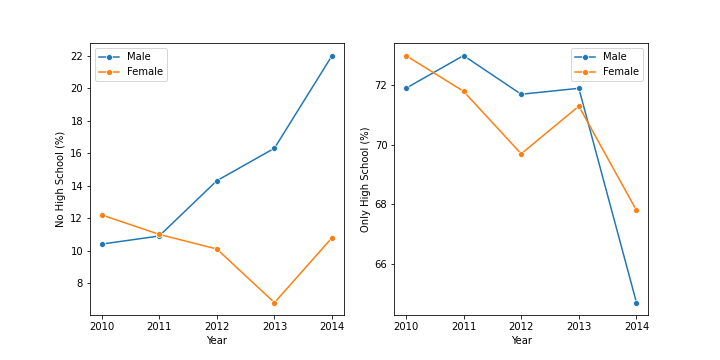 Male
Female
22
20
18
16
14
12
10
8
No High School (%)
2010 2011 2012 2013 2014
Year
Male
Female
72
70
68
66
Only High School (%)
2010 2011 2012 2013 2014
Year